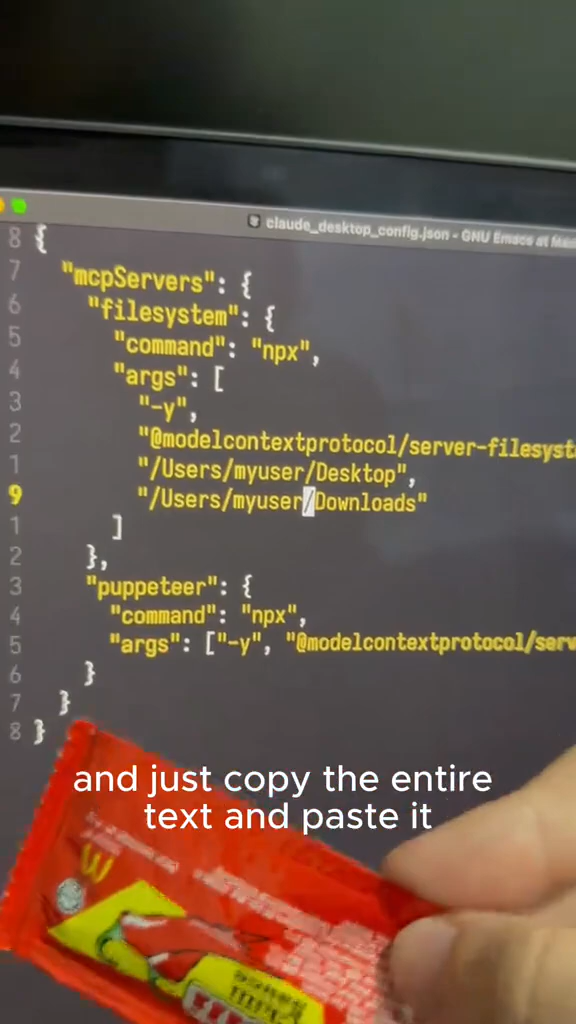 claude_desktop_config.json - GNU Emacs at
8 {
7 "mcpServers": {
6 "filesystem": {
5 "command": "npx",
4 "args": [
3 "-y",
2 "@modelcontextprotocol/server-filesyst
1 "/Users/myuser/Desktop",
9 "/Users/myuser/Downloads"
1 ]
2 },
3 "puppeteer": {
4 "command": "npx",
5 "args": ["-y", "@modelcontextprotocol/serv
6 }
7 }
8 }
and just copy the entire
text and paste it